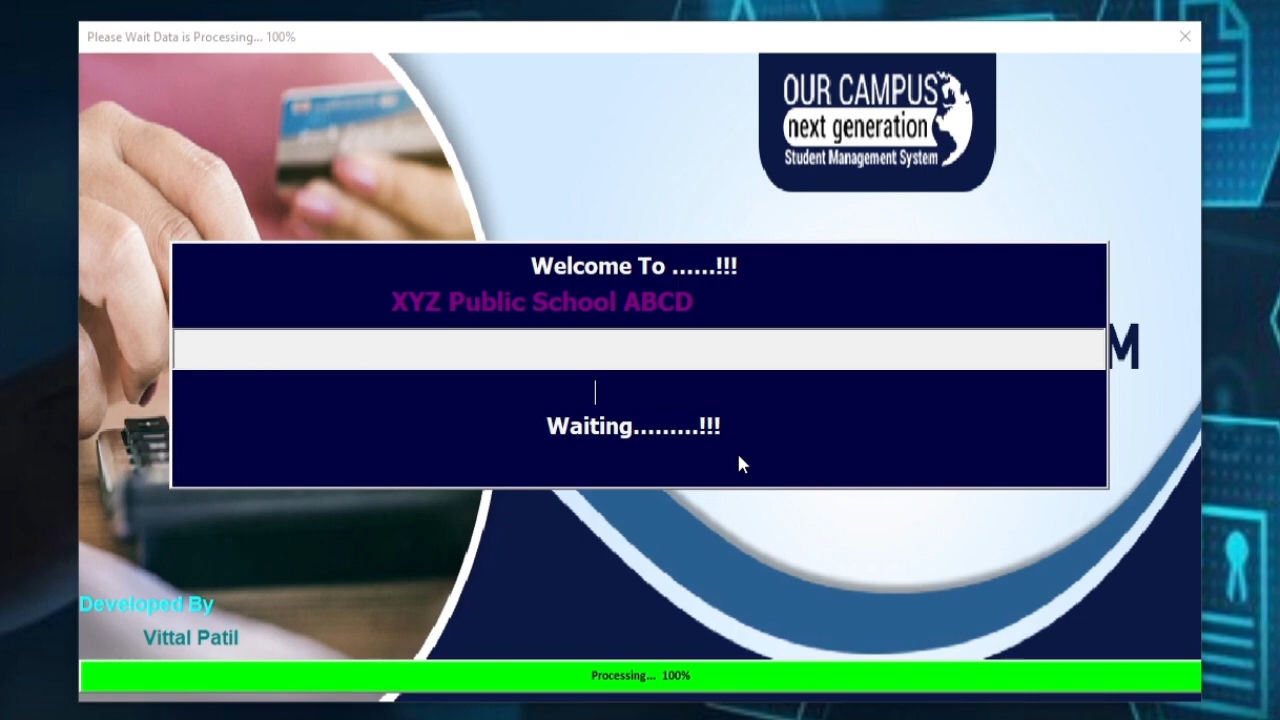 Please Wait Data is Processing... 100%
OUR CAMPUS
next generation
Student Management System
Welcome To ......!!!
XYZ Public School ABCD
M
Waiting.........!!!
Developed By
Vittal Patil
Processing... 100%